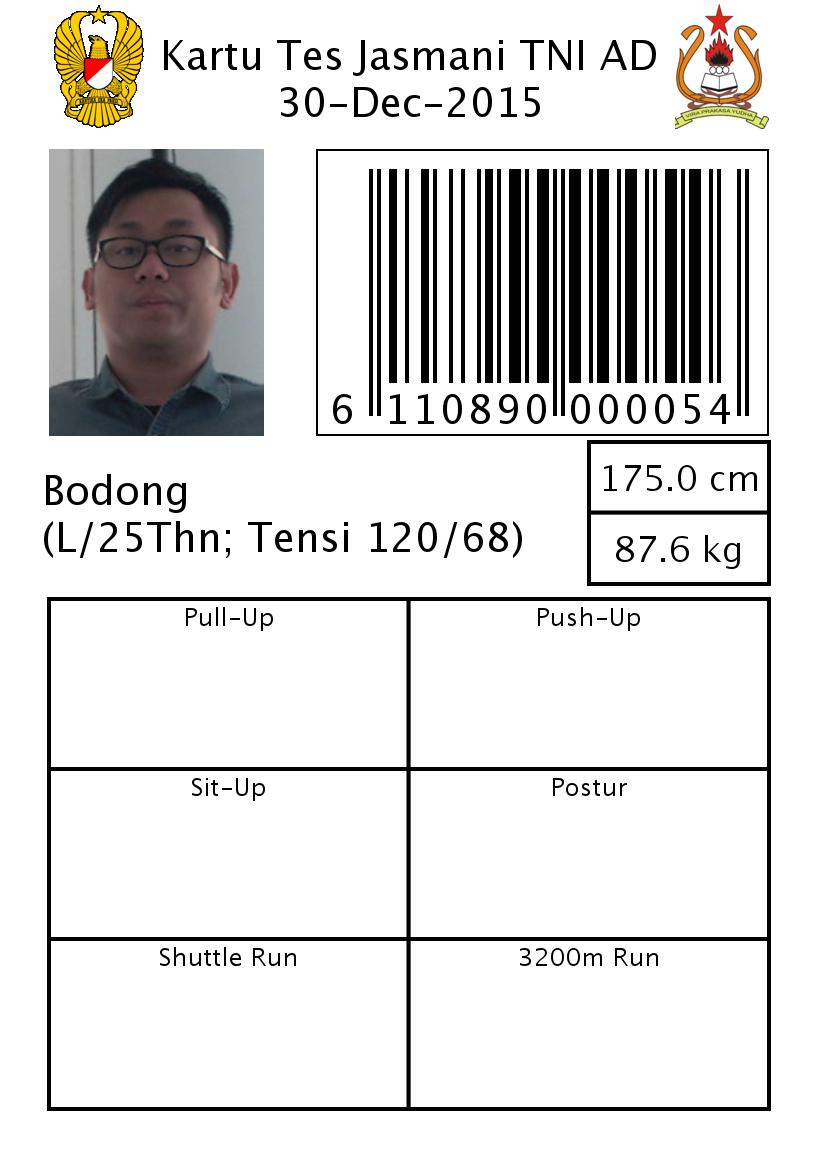 Kartu Tes Jasmani TNI AD
30-Dec-2015
VIRA PRAKASA YUDHA
6 110890 000054
175.0 cm
87.6 kg
Bodong
(L/25Thn; Tensi 120/68)
Pull-Up
Push-Up
Sit-Up
Postur
Shuttle Run
3200m Run